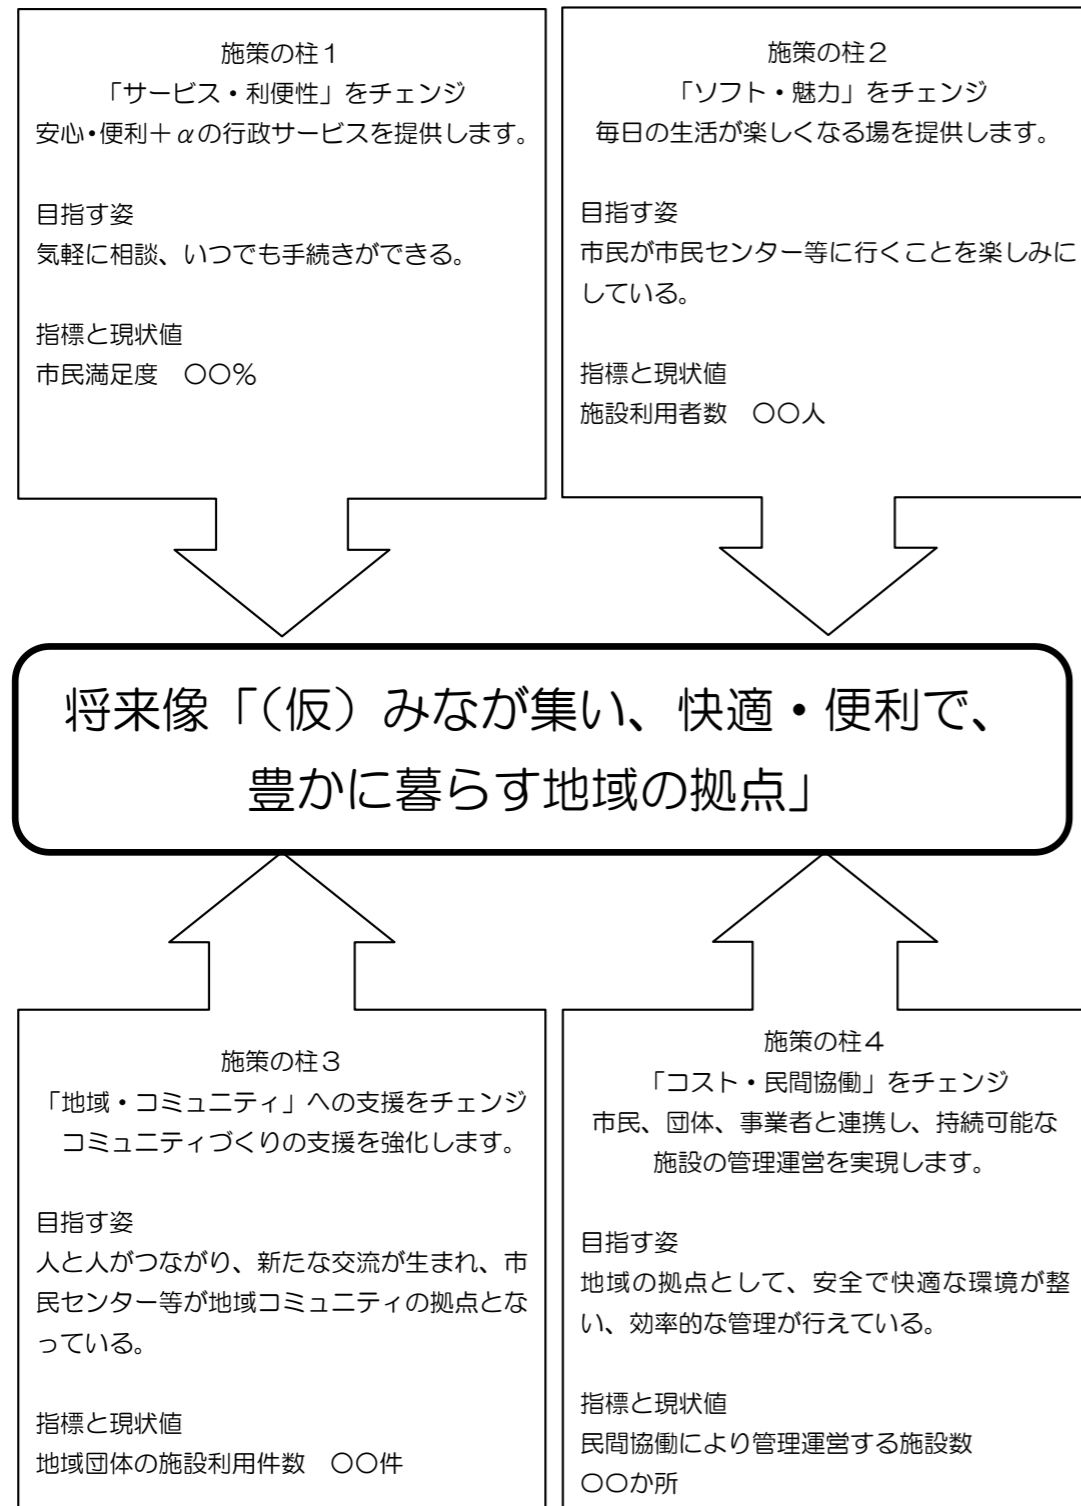 施策の柱1
「サービス・利便性」をチェンジ
安心・便利＋αの行政サービスを提供します。
目指す姿
気軽に相談、いつでも手続きができる。
指標と現状値
市民満足度　〇〇%
施策の柱2
「ソフト・魅力」をチェンジ
毎日の生活が楽しくなる場を提供します。
目指す姿
市民が市民センター等に行くことを楽しみに
している。
指標と現状値
施設利用者数　〇〇人
将来像「（仮）みなが集い、快適・便利で、
豊かに暮らす地域の拠点」
施策の柱3
「地域・コミュニティ」への支援をチェンジ
コミュニティづくりの支援を強化します。
目指す姿
人と人がつながり、新たな交流が生まれ、市
民センター等が地域コミュニティの拠点とな
っている。
指標と現状値
地域団体の施設利用件数　〇〇件
施策の柱4
「コスト・民間協働」をチェンジ
市民、団体、事業者と連携し、持続可能な
施設の管理運営を実現します。
目指す姿
地域の拠点として、安全で快適な環境が整
い、効率的な管理が行えている。
指標と現状値
民間協働により管理運営する施設数
〇〇か所